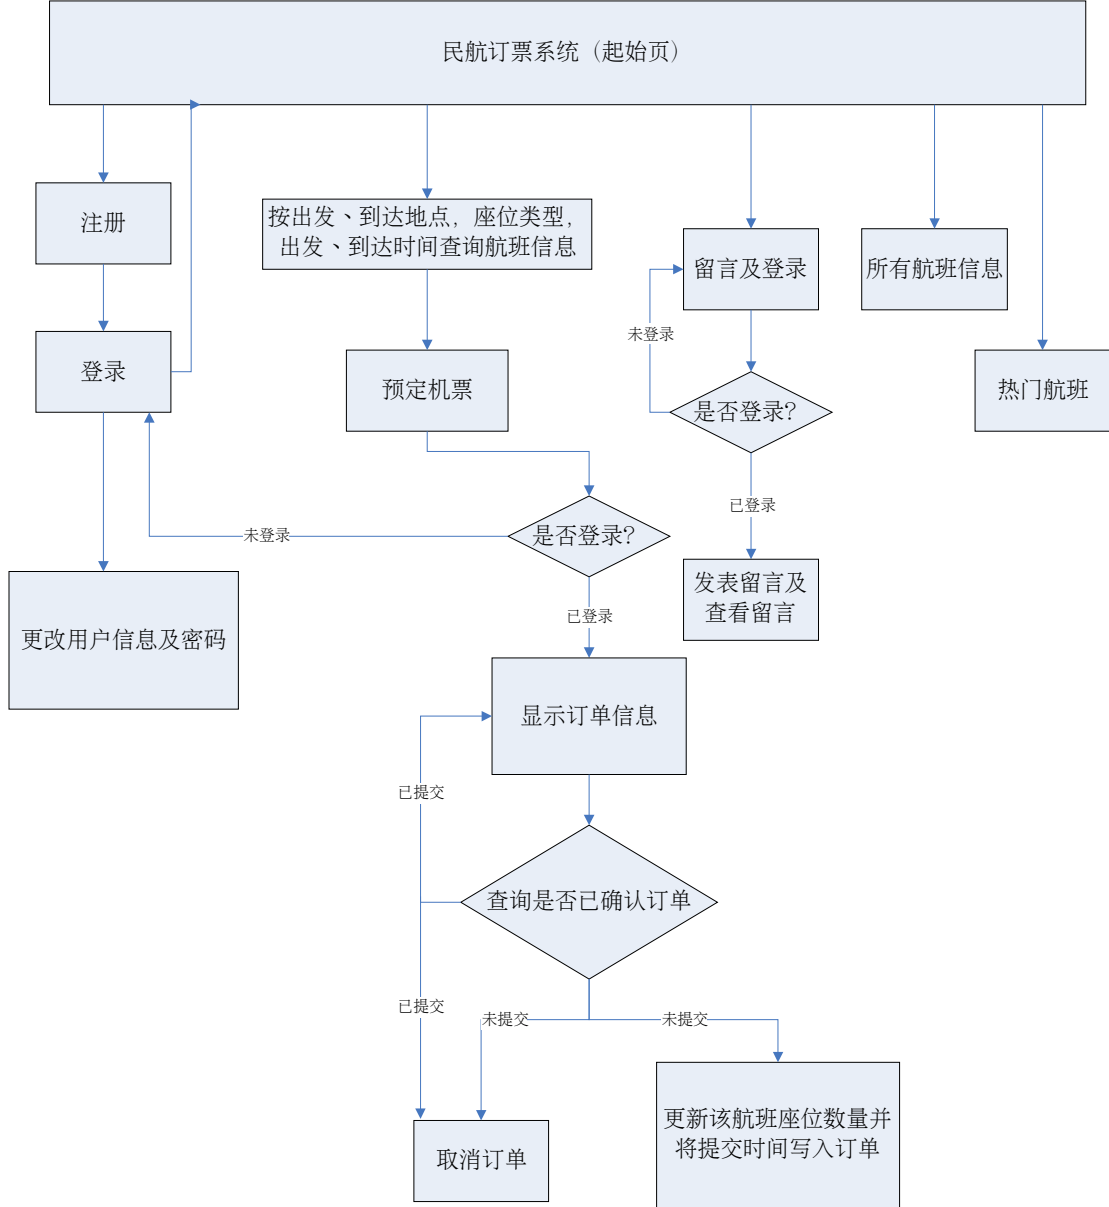 民航订票系统（起始页）
注册
按出发、到达地点，座位类型，
出发、到达时间查询航班信息
留言及登录
所有航班信息
未登录
登录
预定机票
热门航班
是否登录？
已登录
未登录
是否登录？
发表留言及
查看留言
已登录
更改用户信息及密码
显示订单信息
已提交
查询是否已确认订单
已提交
未提交
未提交
更新该航班座位数量并
将提交时间写入订单
取消订单